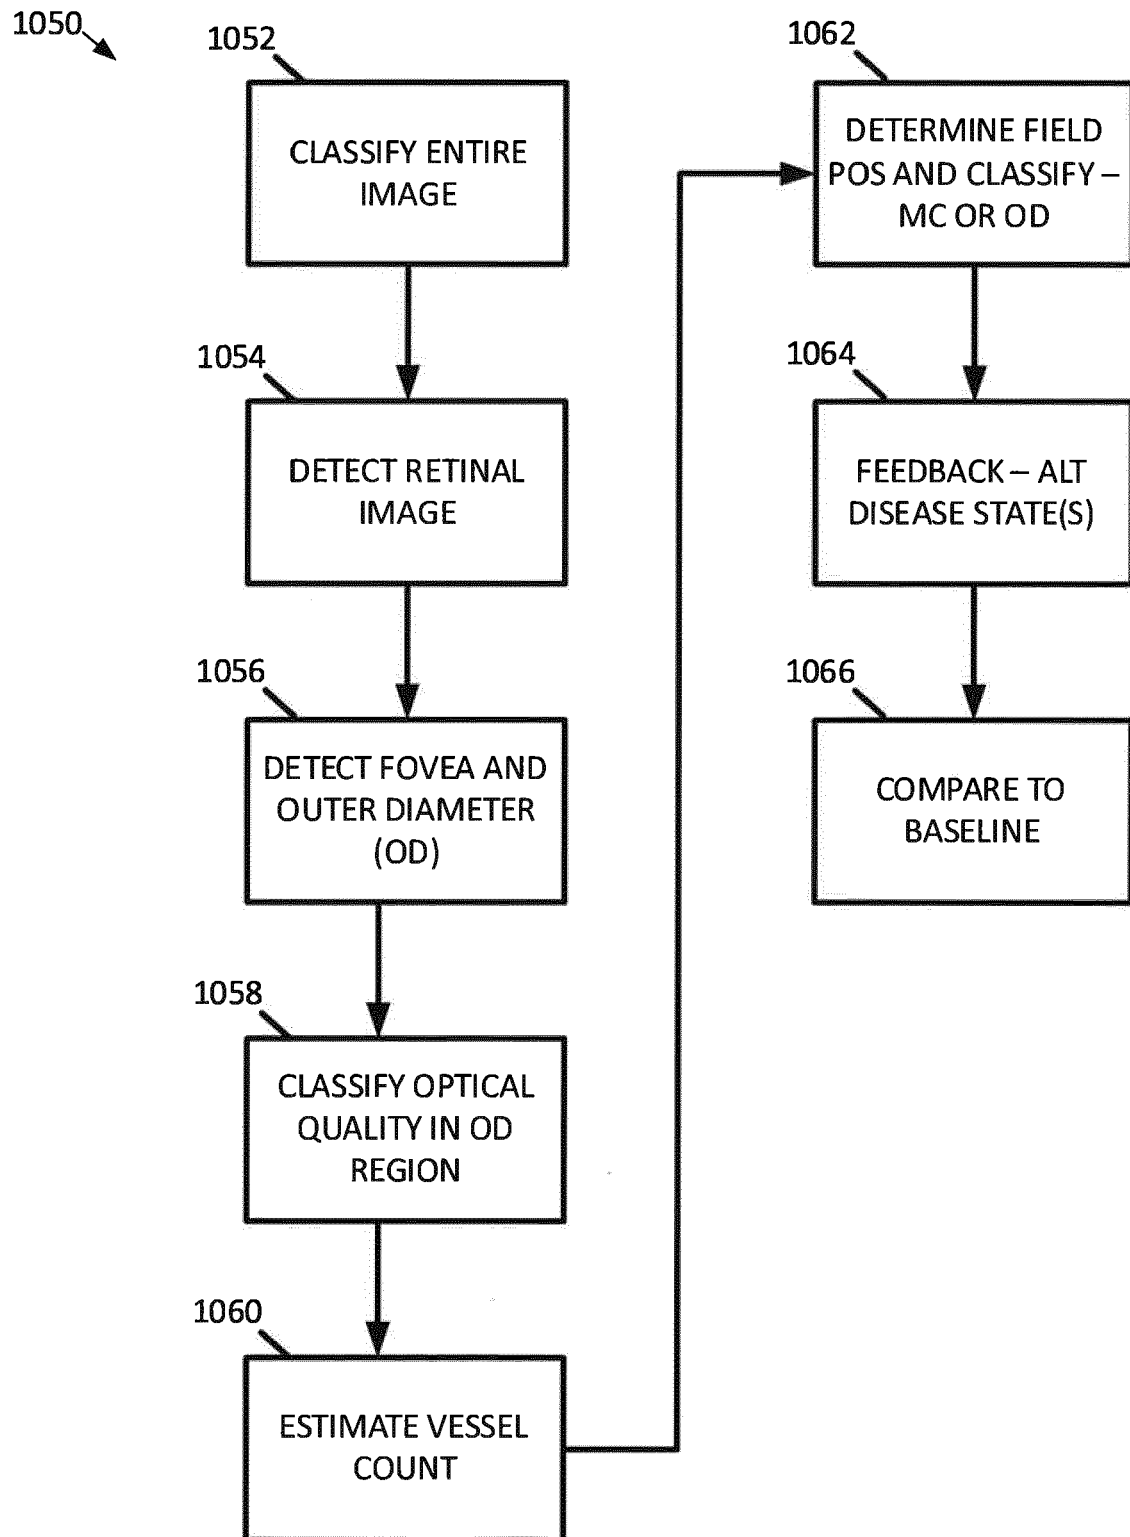 1050
1052
CLASSIFY ENTIRE
IMAGE
1054
DETECT RETINAL
IMAGE
1056
DETECT FOVEA AND
OUTER DIAMETER
(OD)
1058
CLASSIFY OPTICAL
QUALITY IN OD
REGION
1060
ESTIMATE VESSEL
COUNT
1062
DETERMINE FIELD
POS AND CLASSIFY –
MC OR OD
1064
FEEDBACK – ALT
DISEASE STATE(S)
1066
COMPARE TO
BASELINE